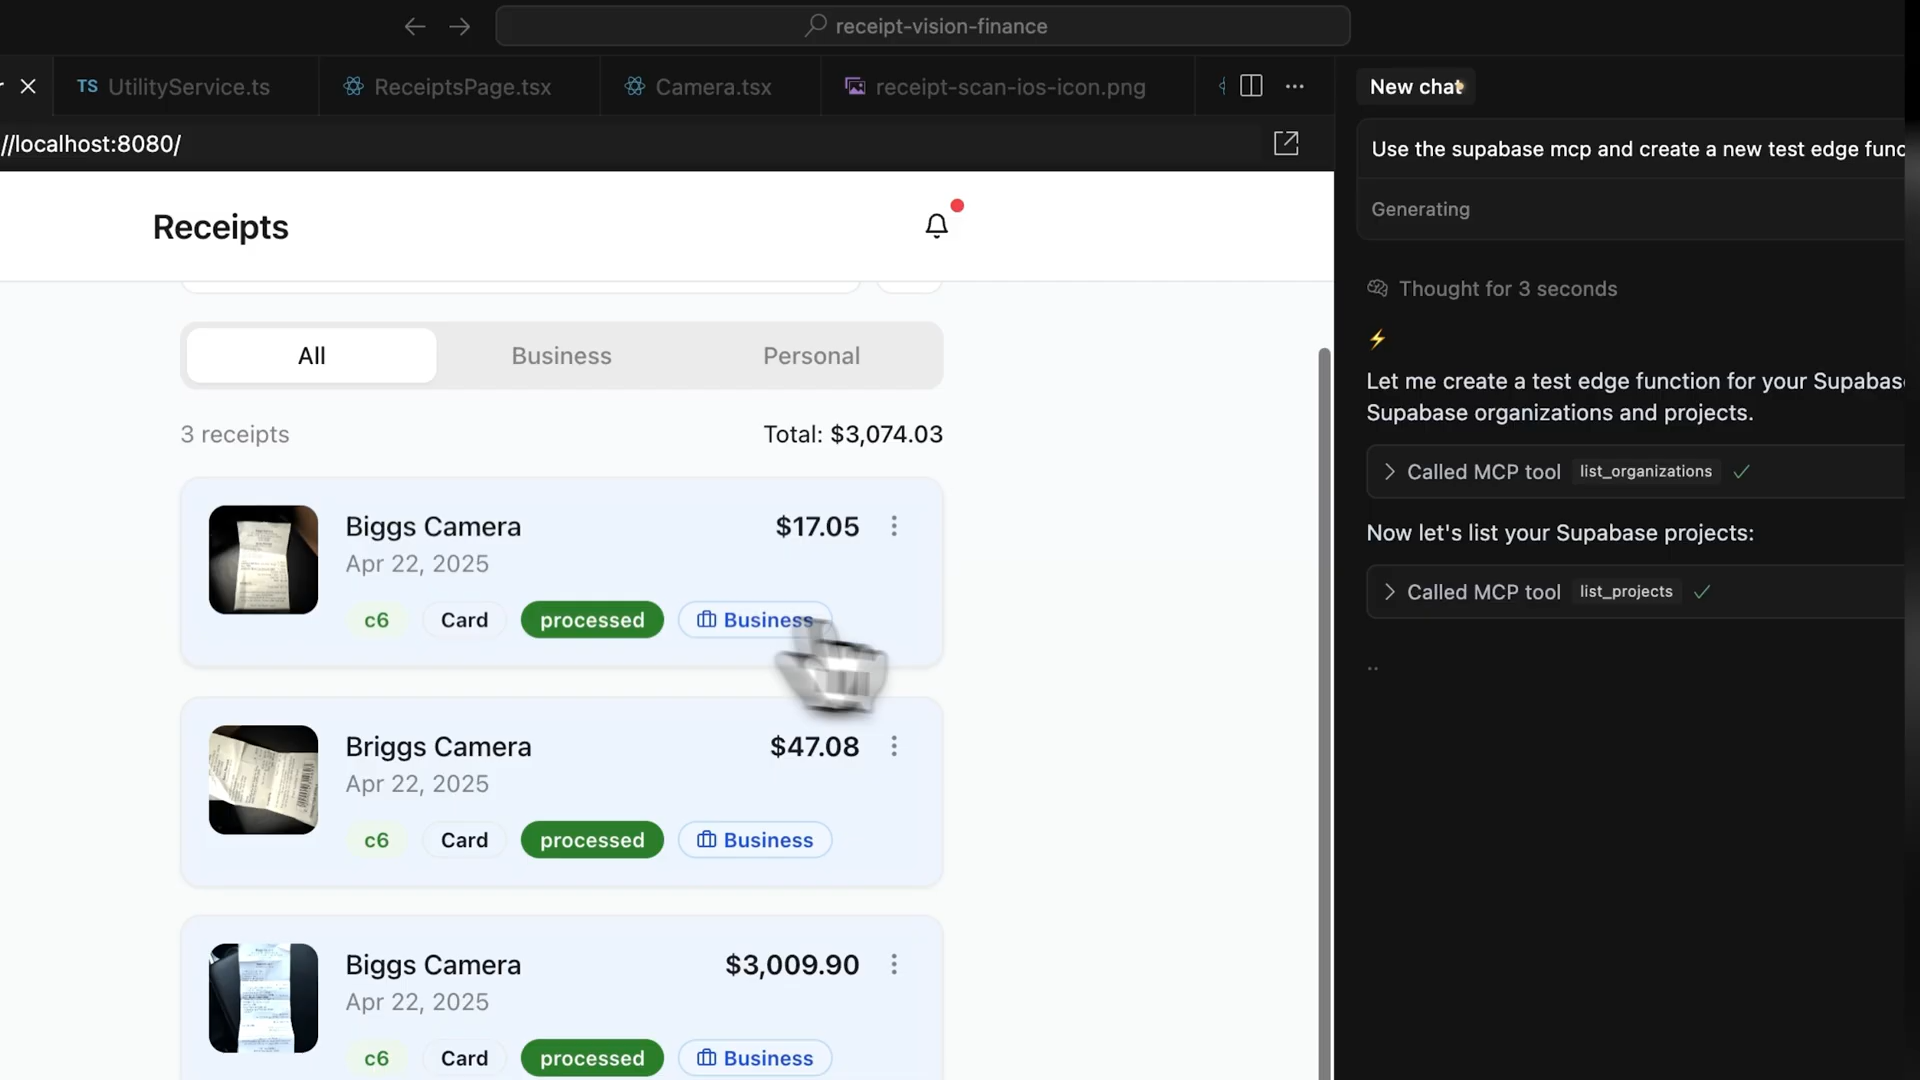 receipt-vision-finance
TS UtilityService.ts
ReceiptsPage.tsx
Camera.tsx
receipt-scan-ios-icon.png
New chat
//localhost:8080/
Use the supabase mcp and create a new test edge func
Generating
Receipts
Thought for 3 seconds
All
Business
Personal
Let me create a test edge function for your Supabase
Supabase organizations and projects.
3 receipts
Total: $3,074.03
Called MCP tool list_organizations
Now let's list your Supabase projects:
Called MCP tool list_projects
..
Biggs Camera
$17.05
Apr 22, 2025
c6
Card
processed
Business
Briggs Camera
$47.08
Apr 22, 2025
c6
Card
processed
Business
Biggs Camera
$3,009.90
Apr 22, 2025
c6
Card
processed
Business